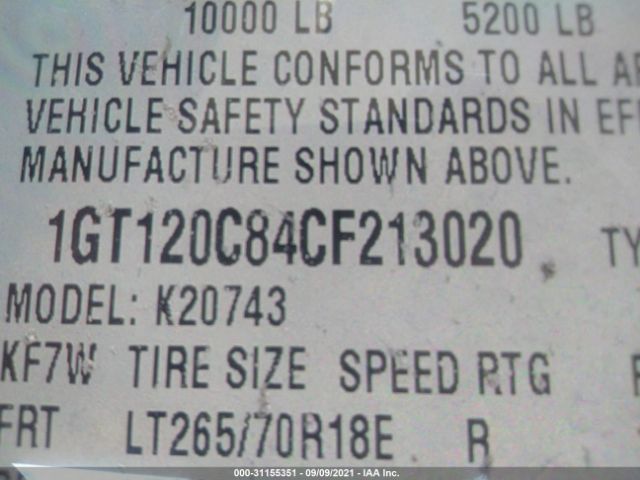 10000 LB 5200 LB
THIS VEHICLE CONFORMS TO ALL
VEHICLE SAFETY STANDARDS IN
MANUFACTURE SHOWN ABOVE.
1GT120C84CF213020 TY
MODEL: K20743
KF7W TIRE SIZE SPEED RTG
FRT LT265/70R18E R
000-31155351 - 09/09/2021 - IAA Inc.